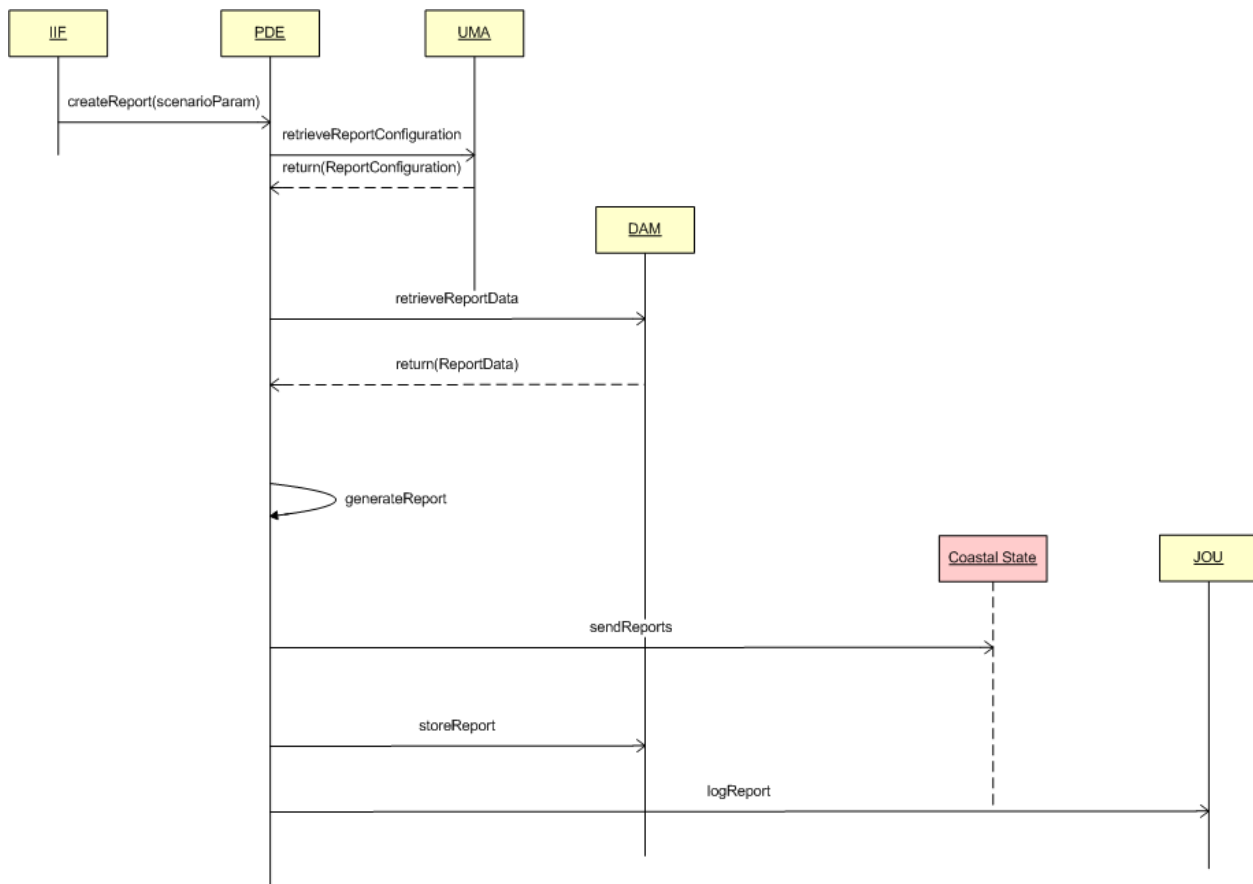 IIF
PDE
UMA
createReport(scenarioParam)
retrieveReportConfiguration
return(ReportConfiguration)
DAM
retrieveReportData
return(ReportData)
generateReport
Coastal State
JOU
sendReports
storeReport
logReport